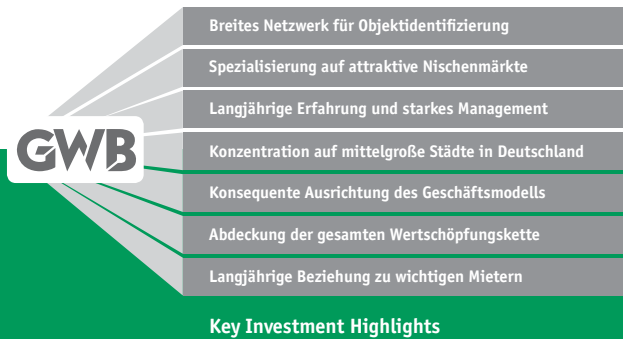 Breites Netzwerk für Objektidentifizierung
Spezialisierung auf attraktive Nischenmärkte
Langjährige Erfahrung und starkes Management
GWB
Konzentration auf mittelgroße Städte in Deutschland
Konsequente Ausrichtung des Geschäftsmodells
Abdeckung der gesamten Wertschöpfungskette
Langjährige Beziehung zu wichtigen Mietern
Key Investment Highlights